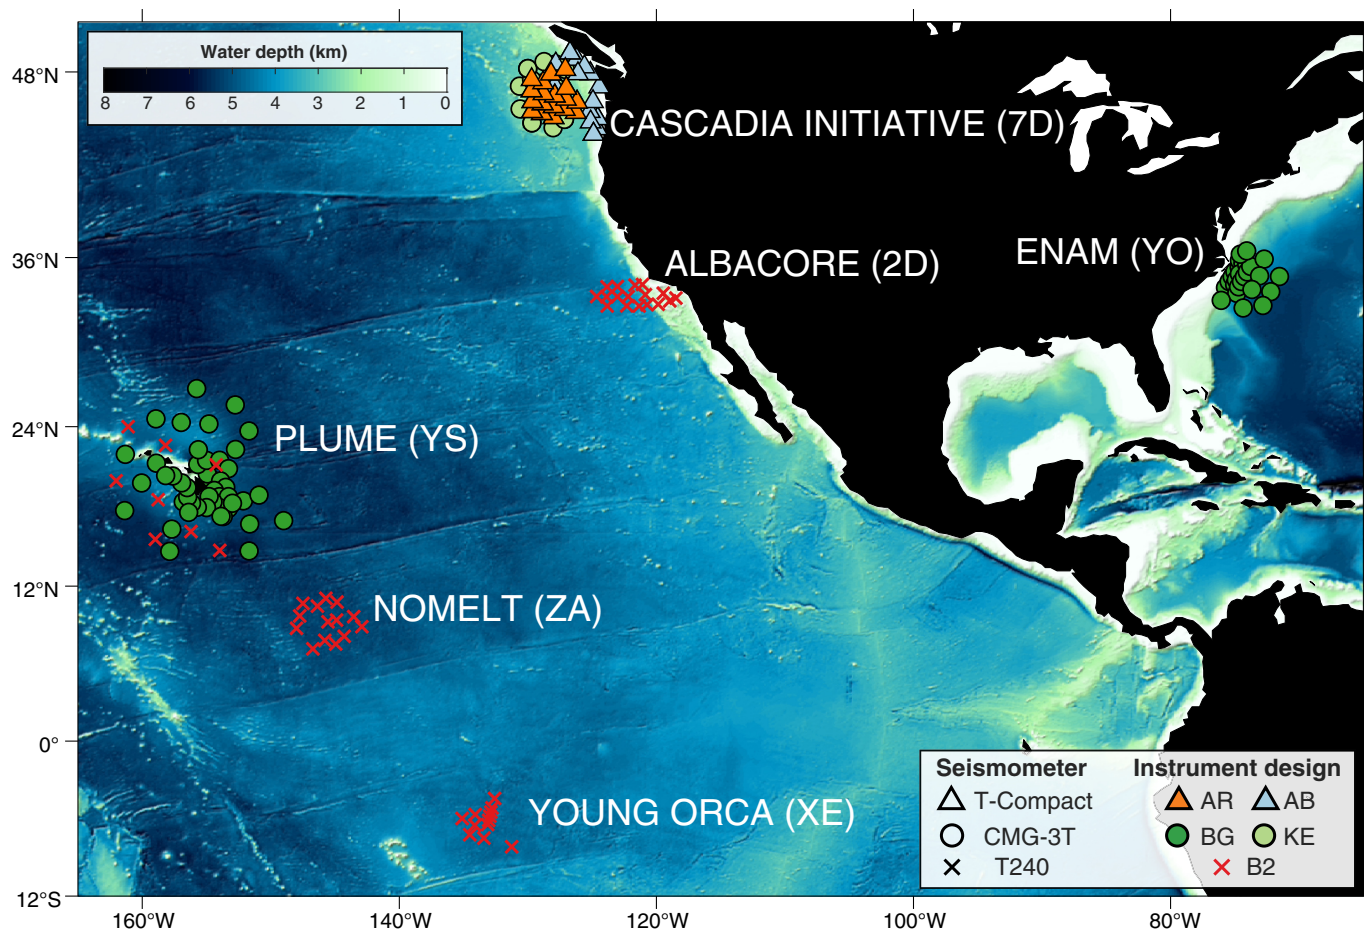 Water depth (km)
8 7 6 5 4 3 2 1 0
48°N
36°N
24°N
12°N
0°
12°S
160°W 140°W 120°W 100°W 80°W
CASCADIA INITIATIVE (7D)
ALBACORE (2D)
ENAM (YO)
PLUME (YS)
NOMELT (ZA)
YOUNG ORCA (XE)
Seismometer Instrument design
T-Compact AR AB
CMG-3T BG KE
T240 B2